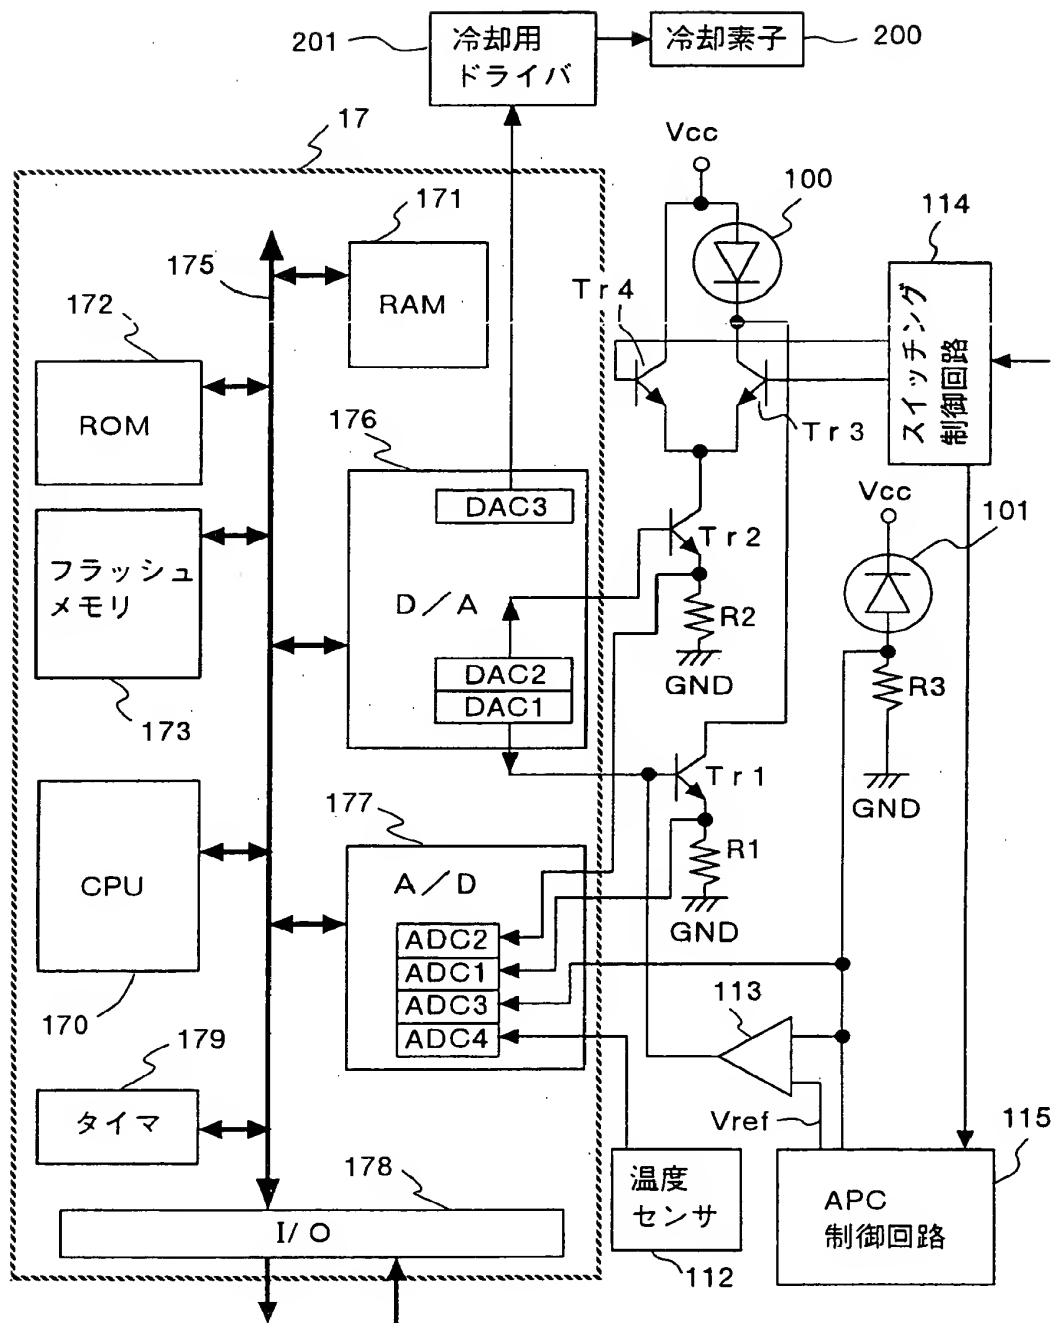 201
冷却用
ドライバ
冷却素子
200
17
Vcc
100
114
171
175
RAM
Tr4
スイッチング
制御回路
172
ROM
Tr3
176
DAC3
Vcc
101
フラッシュ
メモリ
Tr2
D/A
R2
DAC2
DAC1
GND
R3
173
Tr1
GND
177
CPU
A/D
R1
GND
ADC2
ADC1
ADC3
ADC4
170
113
179
タイマ
Vref
115
178
温度
センサ
APC
制御回路
I/O
112